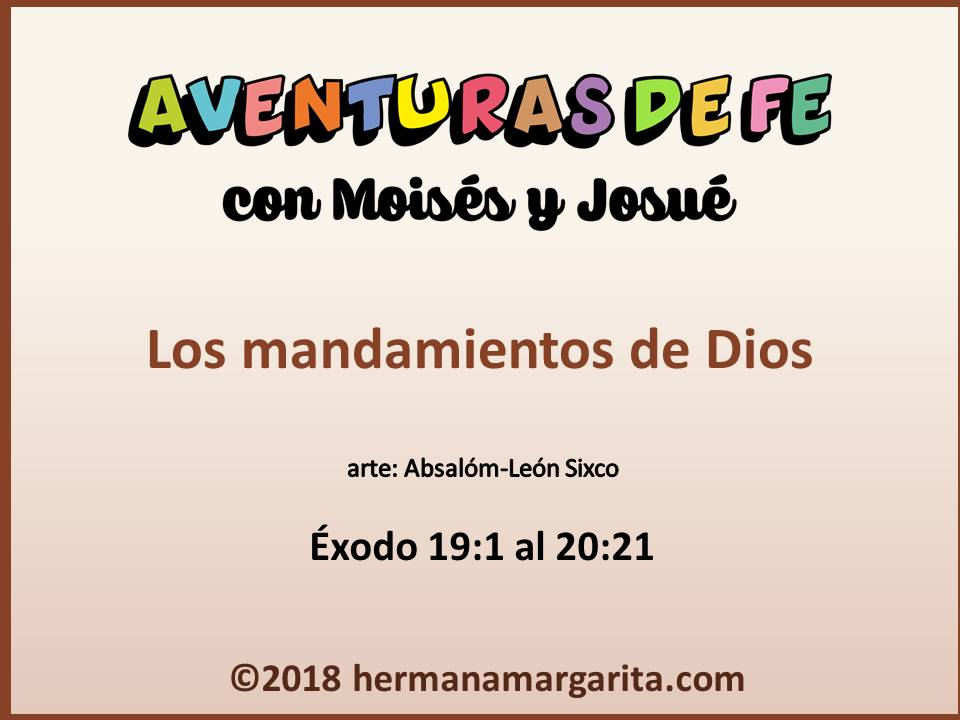 AVENTURAS DE FE
con Moisés y Josué
Los mandamientos de Dios
arte: Absalóm-León Sixco
Éxodo 19:1 al 20:21
©2018 hermanamargarita.com